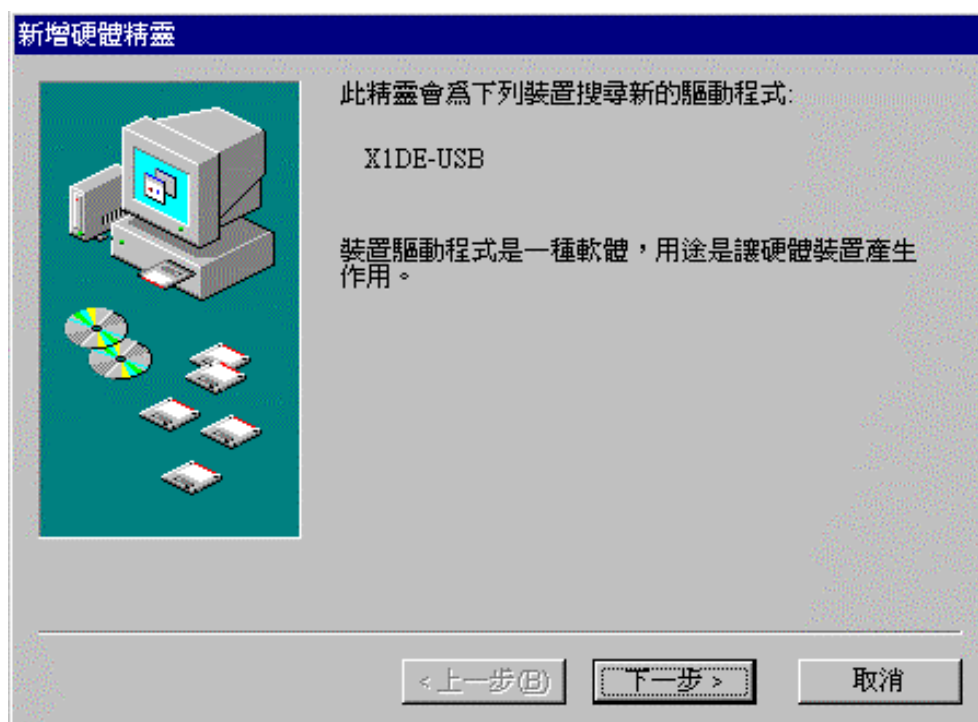 新增硬體精靈
此精靈會爲下列裝置搜尋新的驅動程式:
X1DE-USB
裝置驅動程式是一種軟體，用途是讓硬體裝置產生
作用。
<上一步(B)
下一步>
取消